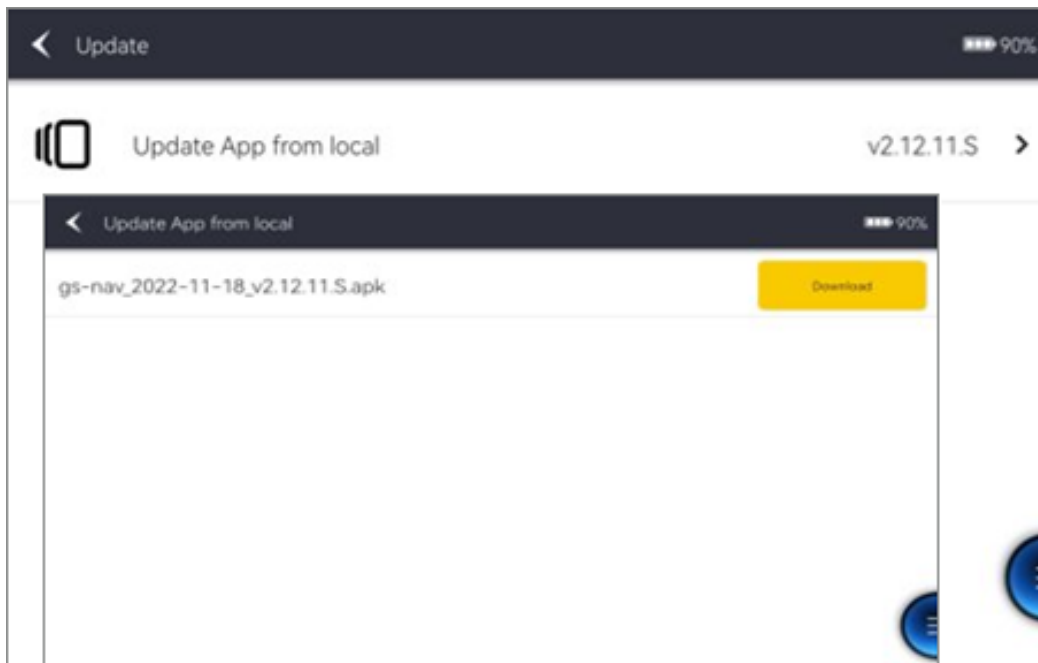 Update 90%
Update App from local v2.12.11.S
Update App from local 90%
gs-nav_2022-11-18_v2.12.11.S.apk Download